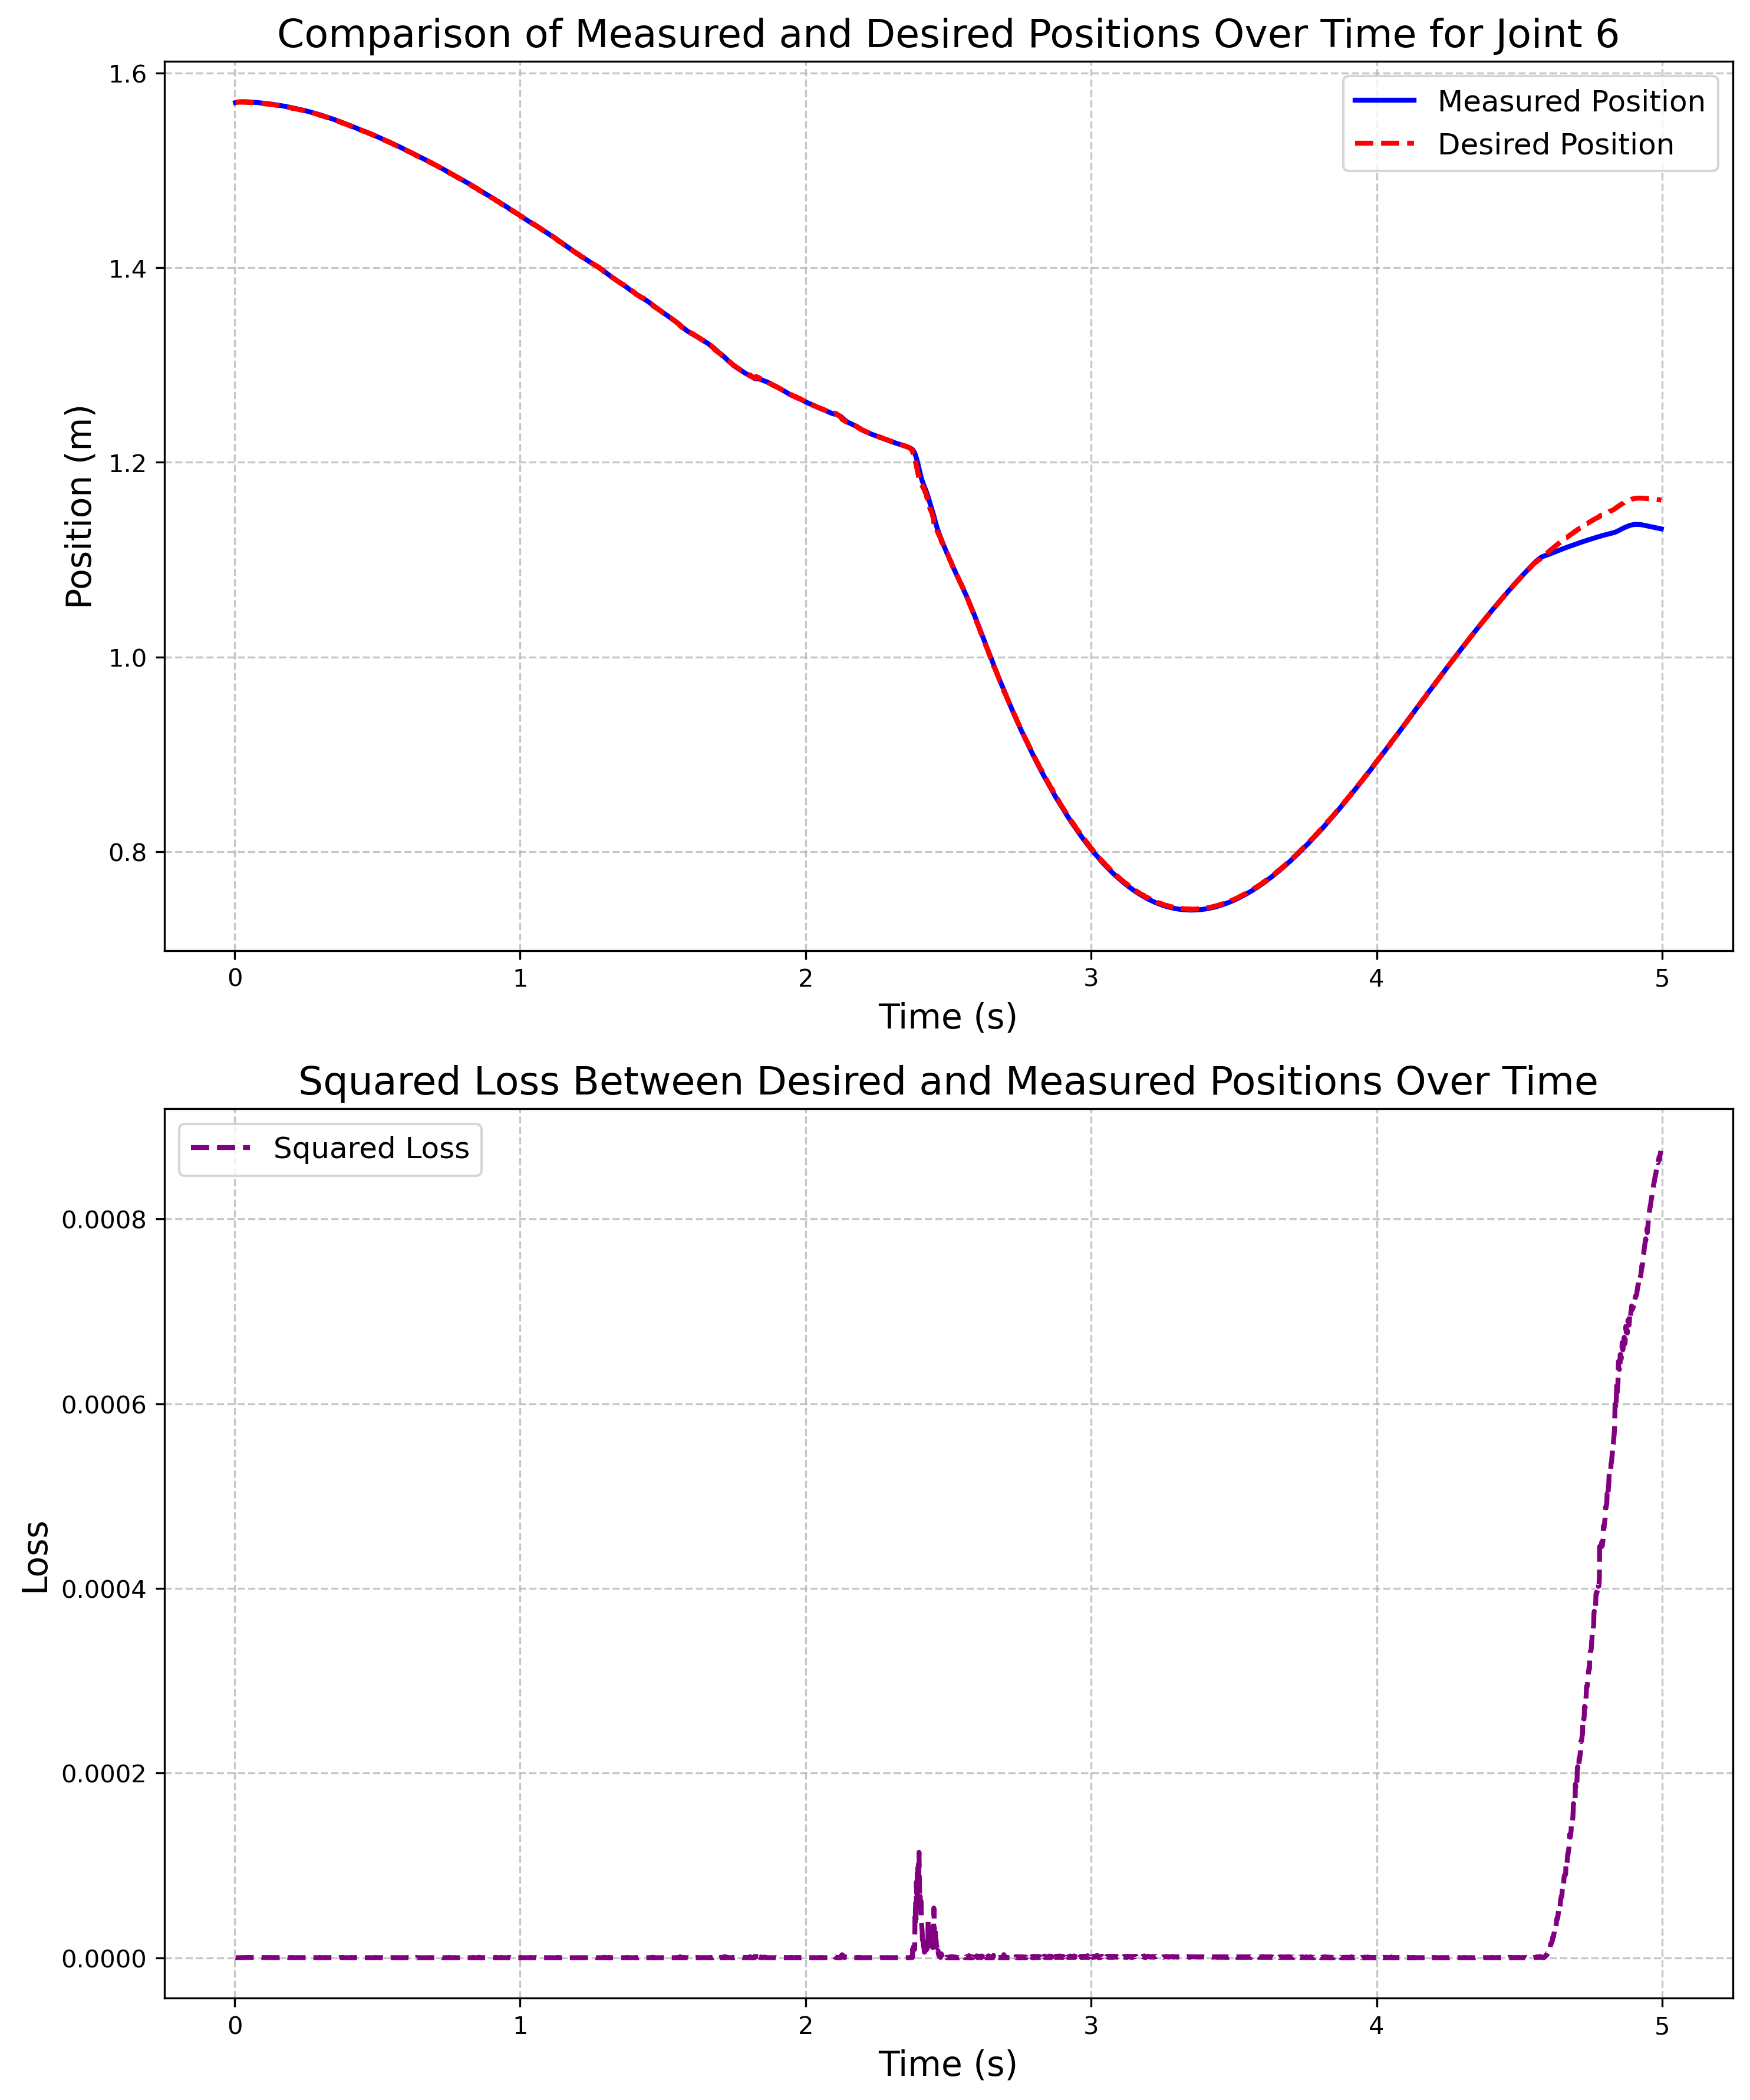 Comparison of Measured and Desired Positions Over Time for Joint 6
Measured Position
Desired Position
Position (m)
1.6
1.4
1.2
1.0
0.8
0 1 2 3 4 5
Time (s)
Squared Loss Between Desired and Measured Positions Over Time
Squared Loss
Loss
0.0008
0.0006
0.0004
0.0002
0.0000
0 1 2 3 4 5
Time (s)